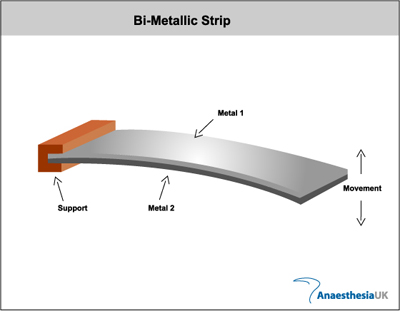 Bi-Metallic Strip
Metal 1
Movement
Support
Metal 2
AnaesthesiaUK